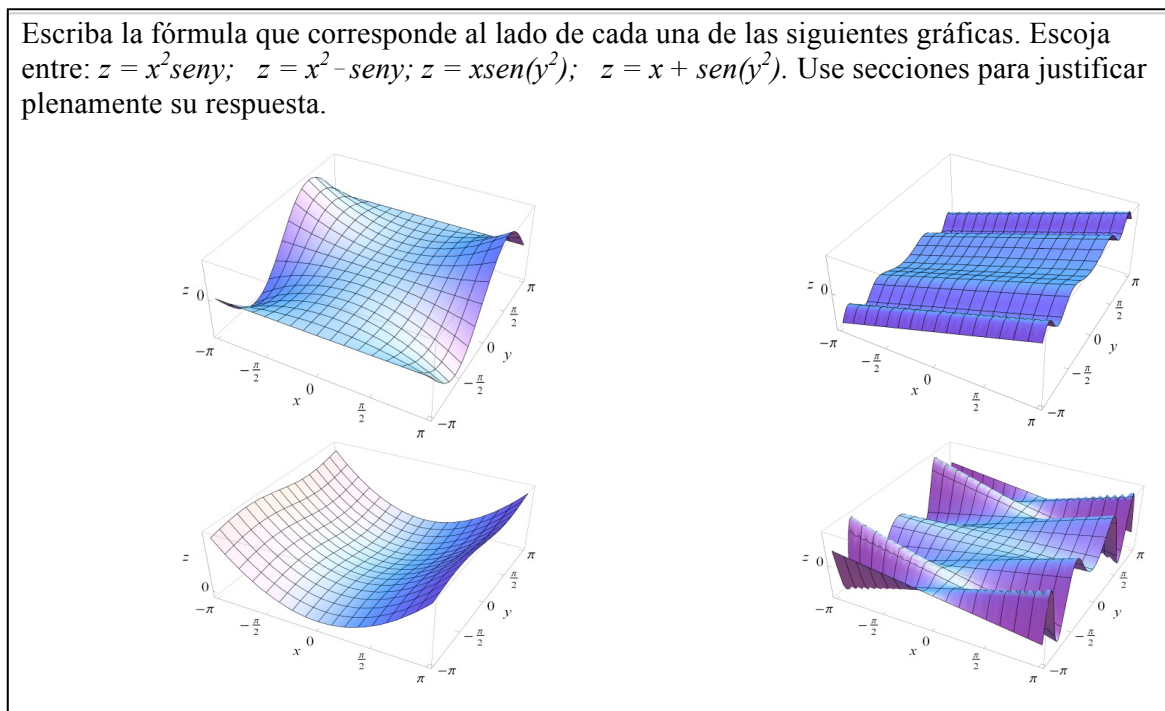 Escriba la fórmula que corresponde al lado de cada una de las siguientes gráficas. Escoja
entre: z = x²seny; z = x² - seny; z = xsen(y²); z = x + sen(y²). Use secciones para justificar
plenamente su respuesta.
z 0
-π
-π/2
0
x
π/2
π
-π
-π/2
0
y
π/2
π
z 0
-π
-π/2
0
x
π/2
π
-π
-π/2
0
y
π/2
π
z
0
-π
-π/2
0
x
π/2
π
-π
-π/2
0
y
π/2
π
z 0
-π
-π/2
0
x
π/2
π
-π
-π/2
0
y
π/2
π